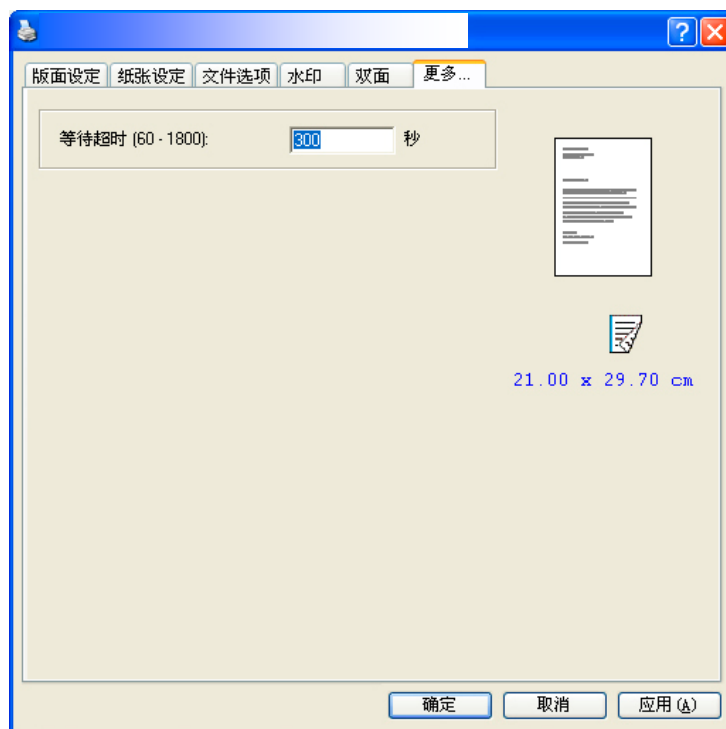 版面设定 纸张设定 文件选项 水印 双面 更多...
等待超时 (60 - 1800): 300 秒
21.00 x 29.70 cm
确定 取消 应用(A)